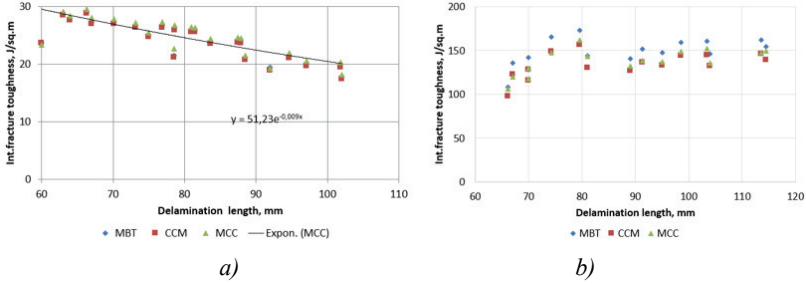 Int.fracture toughness, J/sq.m
30
20
10
0
y = 51,23e^-0,009x
60 70 80 90 100 110
Delamination length, mm
MBT CCM MCC Expon. (MCC)
a)
Int.fracture toughness, J/sq.m
200
150
100
50
0
60 70 80 90 100 110 120
Delamination length, mm
MBT CCM MCC
b)